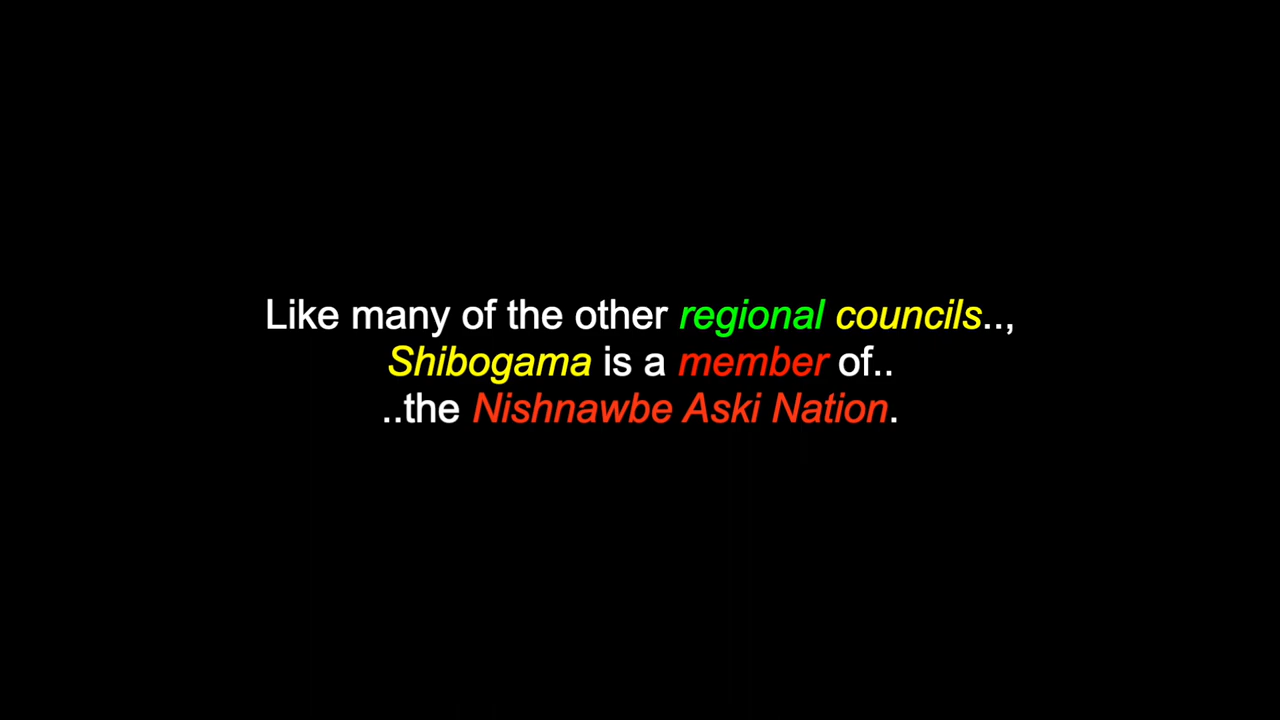 Like many of the other regional councils..,
Shibogama is a member of..
..the Nishnawbe Aski Nation.